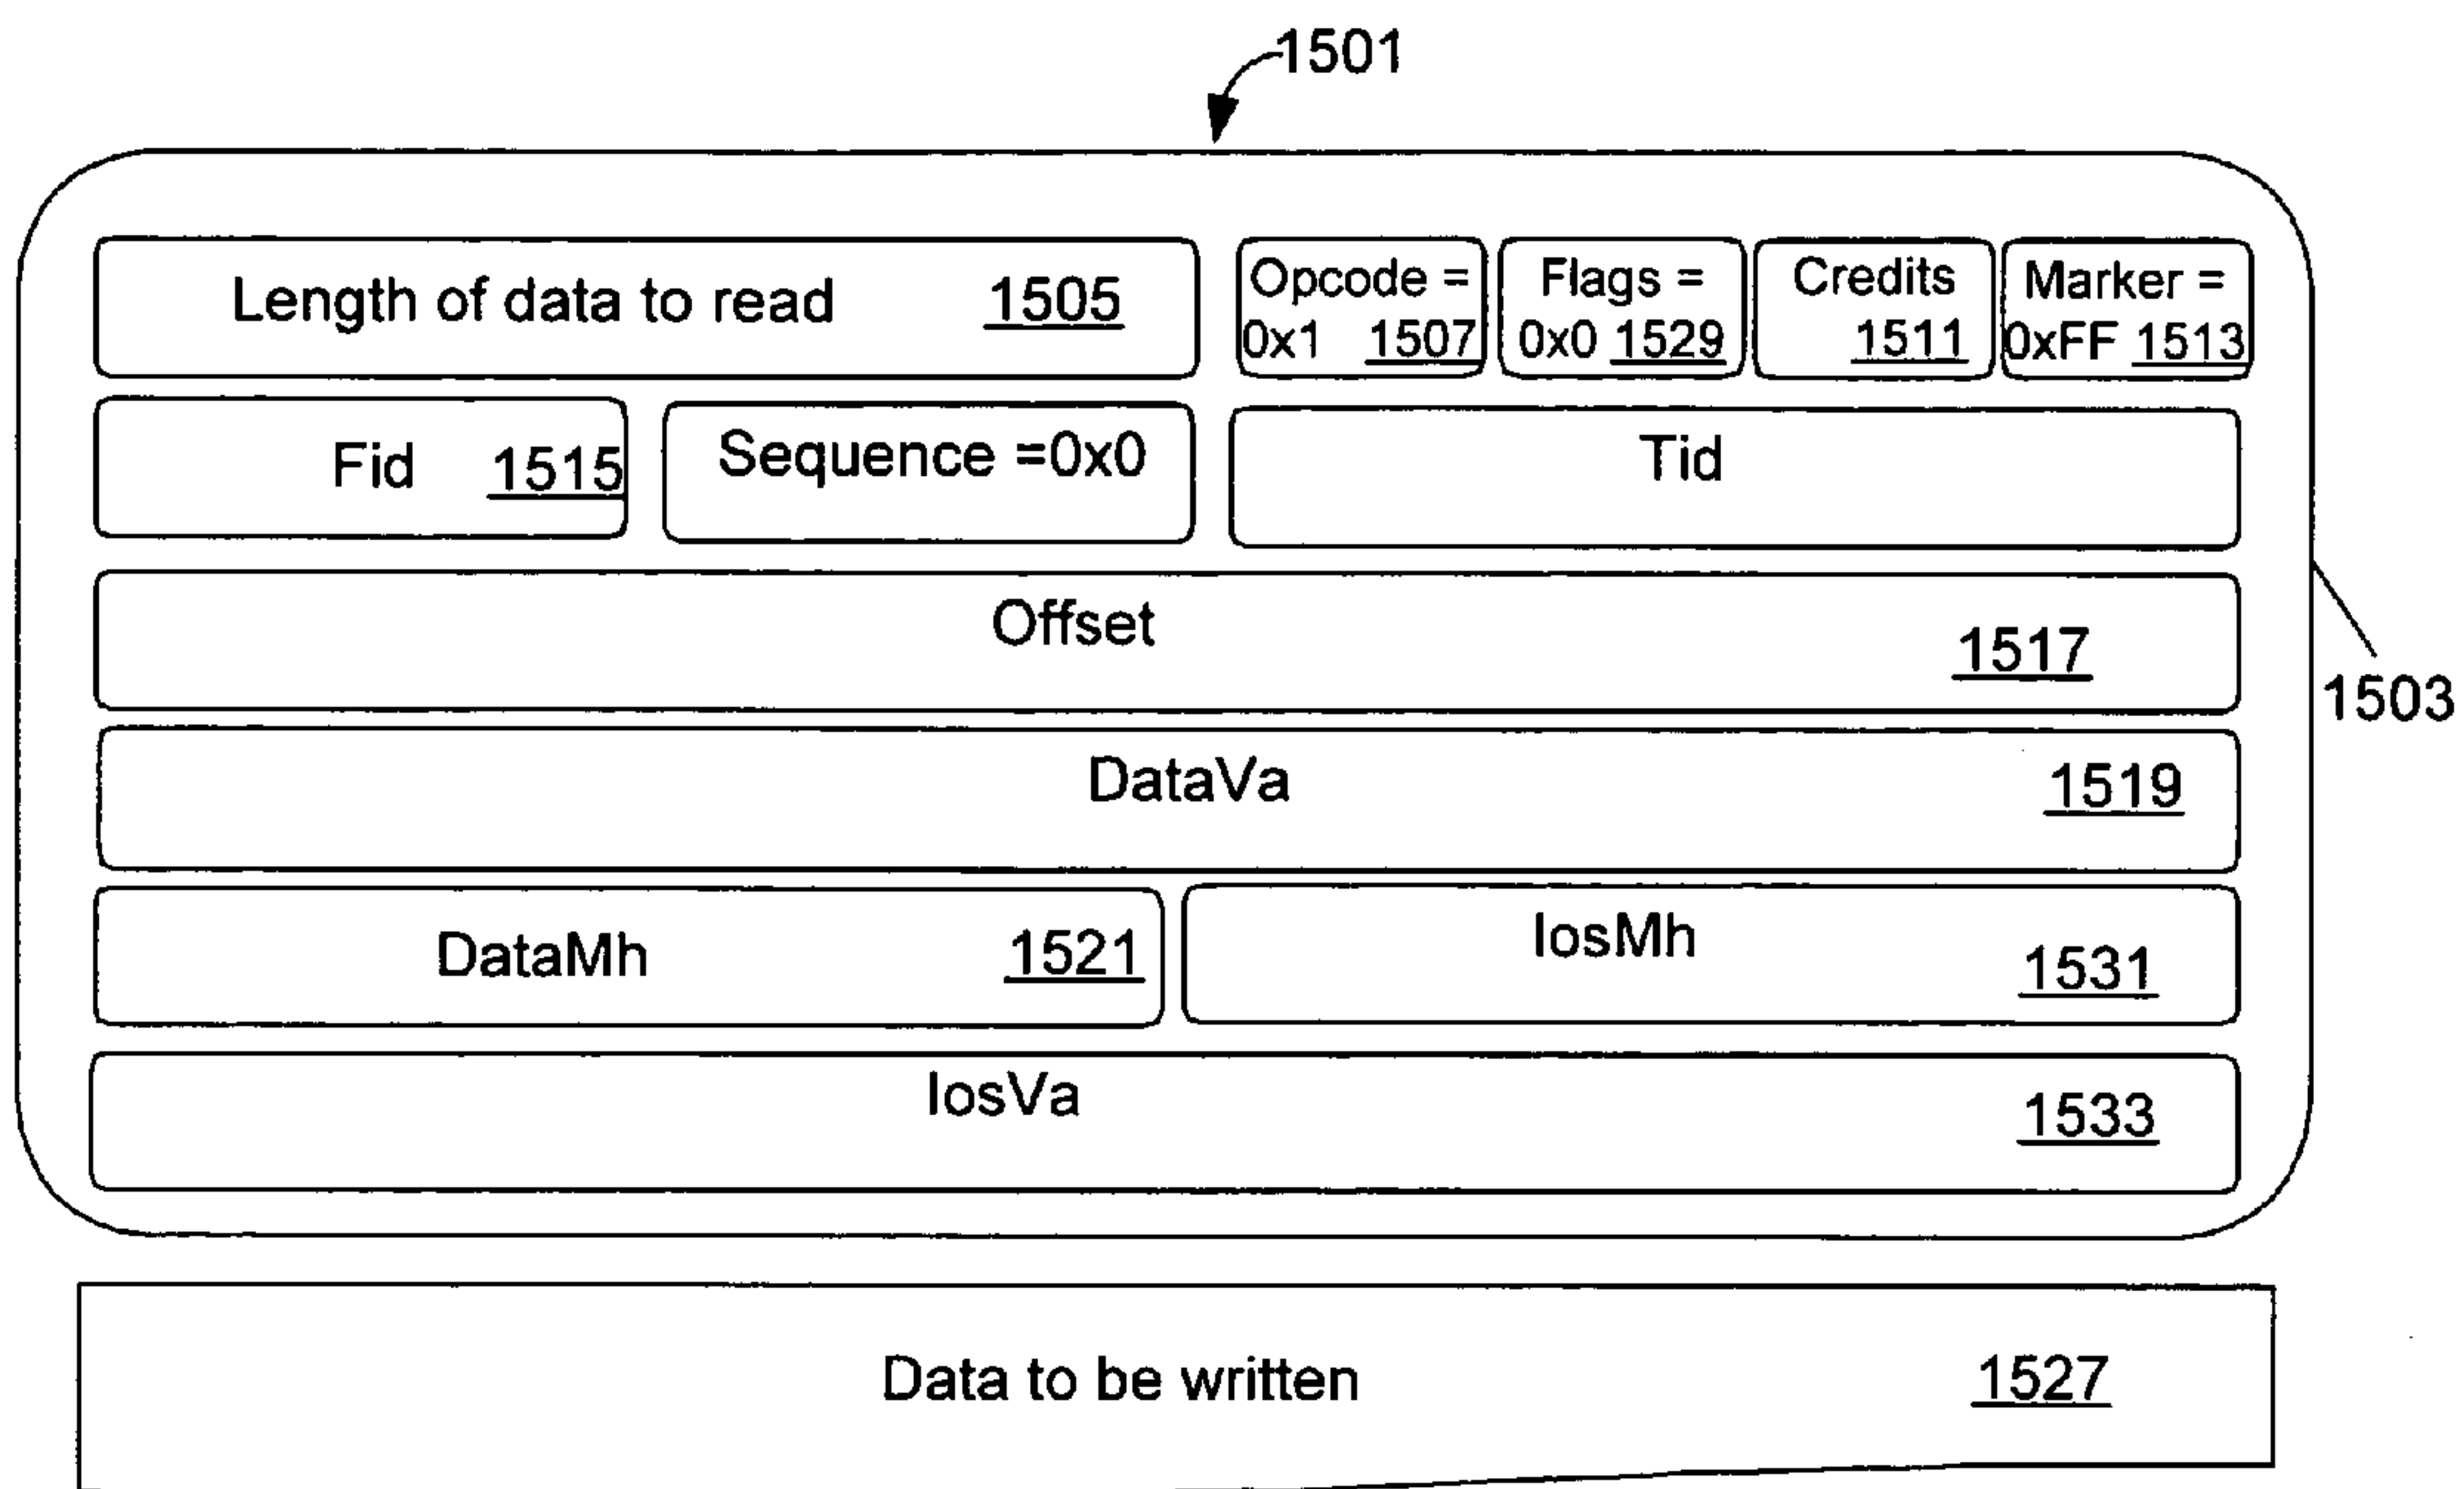 1501
Length of data to read 1505
Opcode =
0x1 1507
Flags =
0x0 1529
Credits
1511
Marker =
0xFF 1513
Fid 1515
Sequence =0x0
Tid
Offset
1517
1503
DataVa
1519
DataMh 1521
IosMh
1531
IosVa
1533
Data to be written 1527